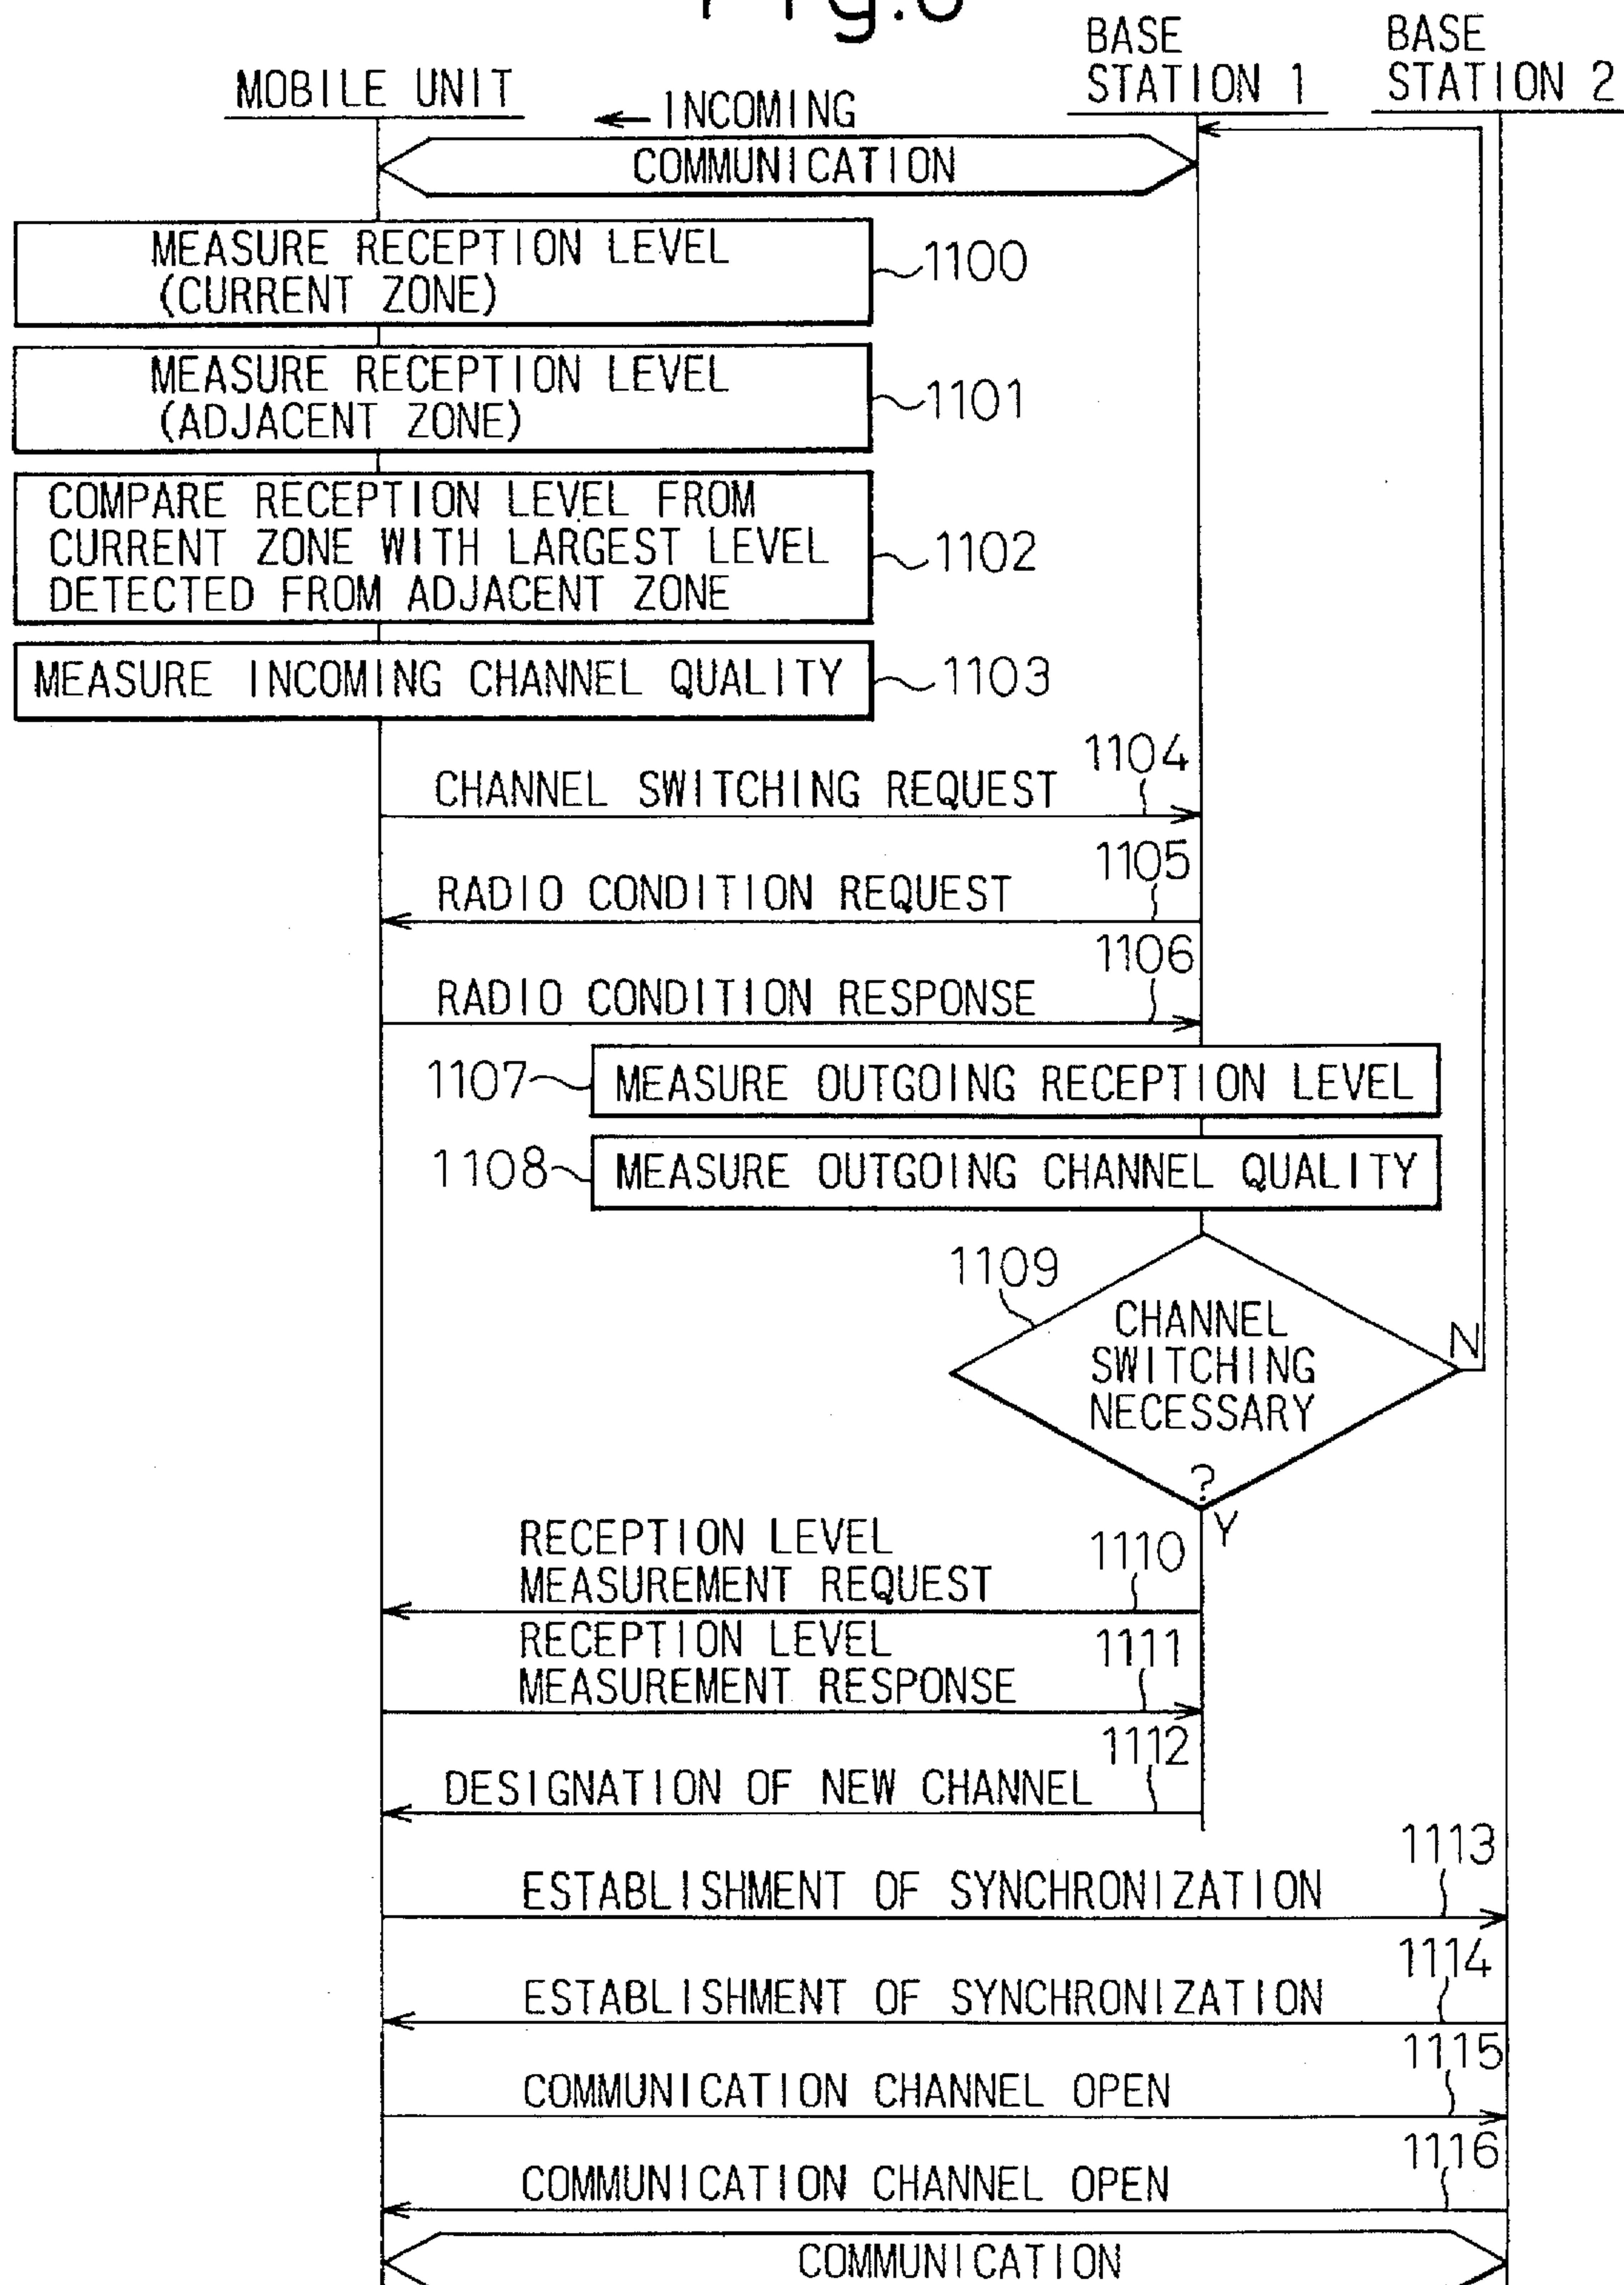 MOBILE UNIT
BASE
STATION 1
BASE
STATION 2
← INCOMING
COMMUNICATION
MEASURE RECEPTION LEVEL
(CURRENT ZONE)
1100
MEASURE RECEPTION LEVEL
(ADJACENT ZONE)
1101
COMPARE RECEPTION LEVEL FROM
CURRENT ZONE WITH LARGEST LEVEL
DETECTED FROM ADJACENT ZONE
1102
MEASURE INCOMING CHANNEL QUALITY
1103
1104
CHANNEL SWITCHING REQUEST
1105
RADIO CONDITION REQUEST
1106
RADIO CONDITION RESPONSE
1107
MEASURE OUTGOING RECEPTION LEVEL
1108
MEASURE OUTGOING CHANNEL QUALITY
1109
CHANNEL
SWITCHING
NECESSARY
?
N
Y
RECEPTION LEVEL
MEASUREMENT REQUEST
1110
RECEPTION LEVEL
MEASUREMENT RESPONSE
1111
1112
DESIGNATION OF NEW CHANNEL
1113
ESTABLISHMENT OF SYNCHRONIZATION
1114
ESTABLISHMENT OF SYNCHRONIZATION
1115
COMMUNICATION CHANNEL OPEN
1116
COMMUNICATION CHANNEL OPEN
COMMUNICATION